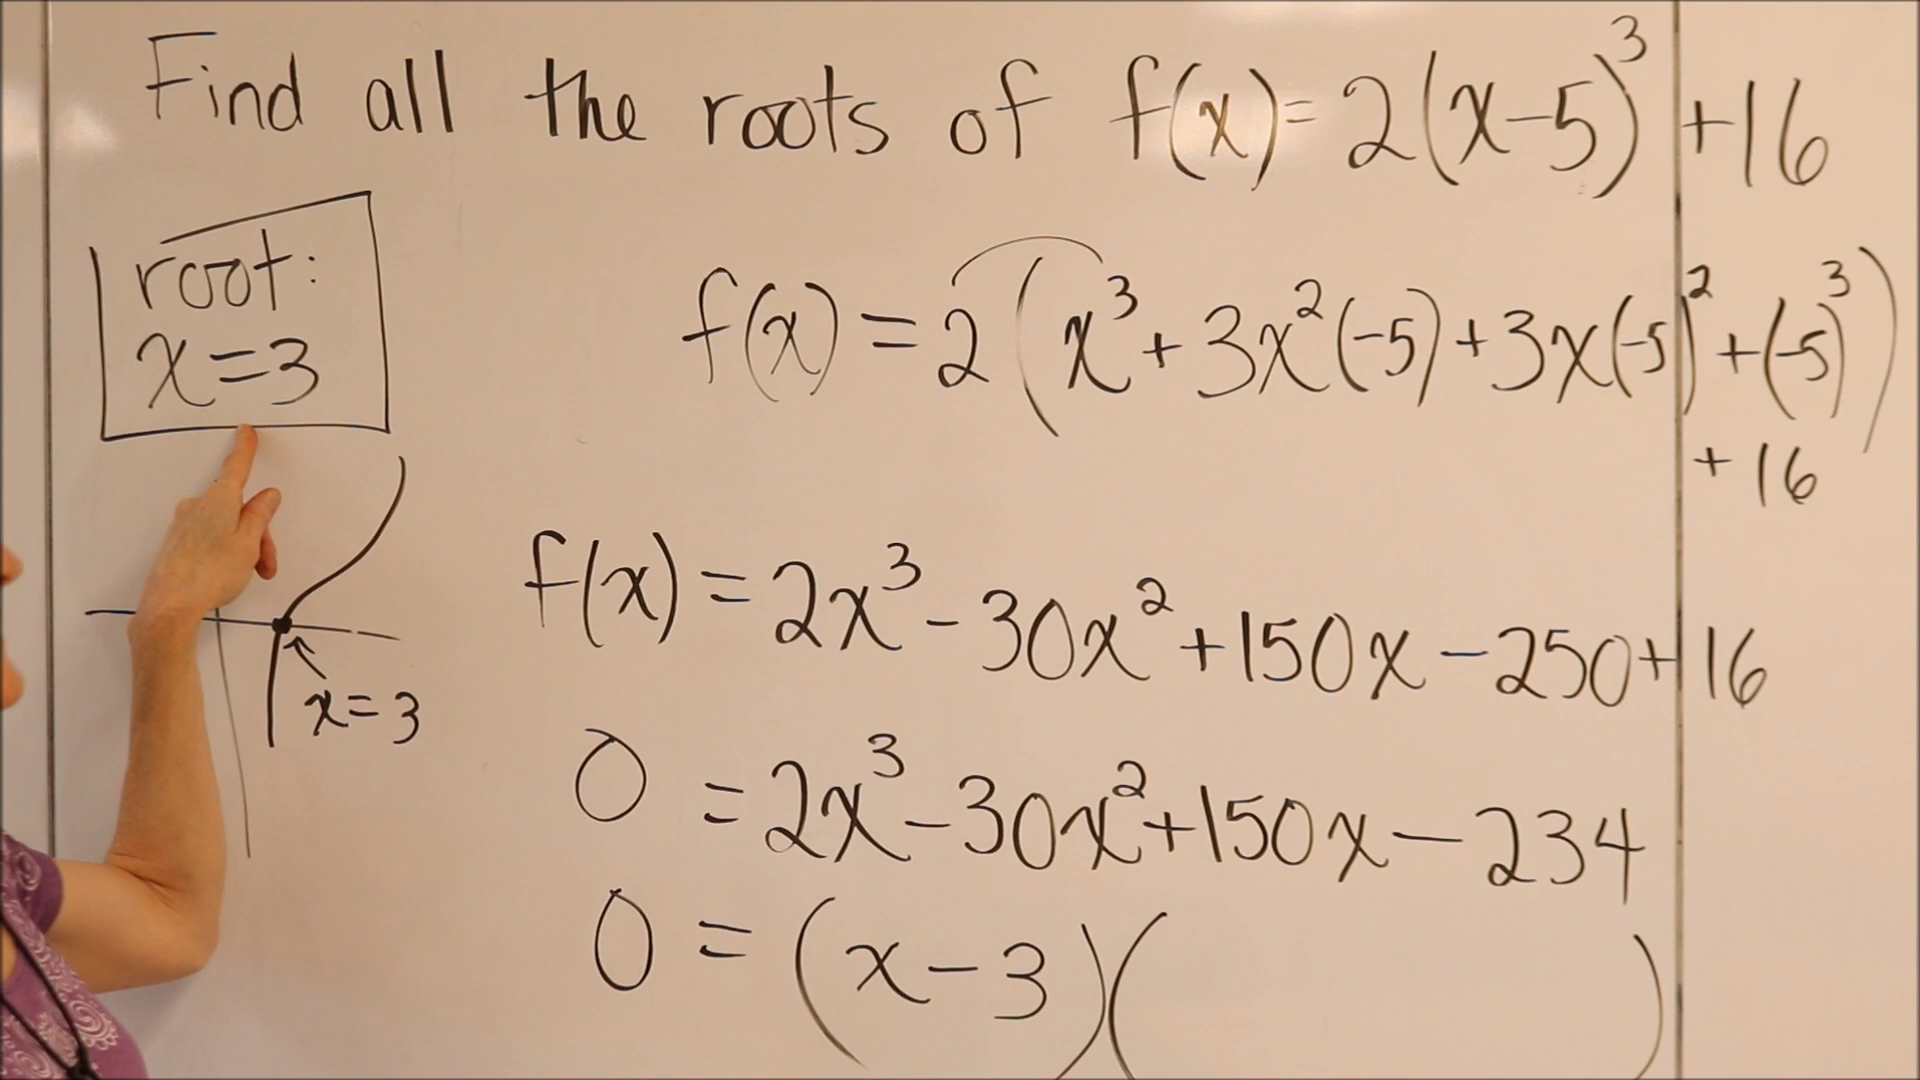 Find all the roots of f(x)=2(x-5)³+16
root:
x=3
f(x)=2(x³+3x²(-5)+3x(-5)²+(-5)³)
+16
f(x)=2x³-30x²+150x-250+16
x=3
0=2x³-30x²+150x-234
0=(x-3)( )